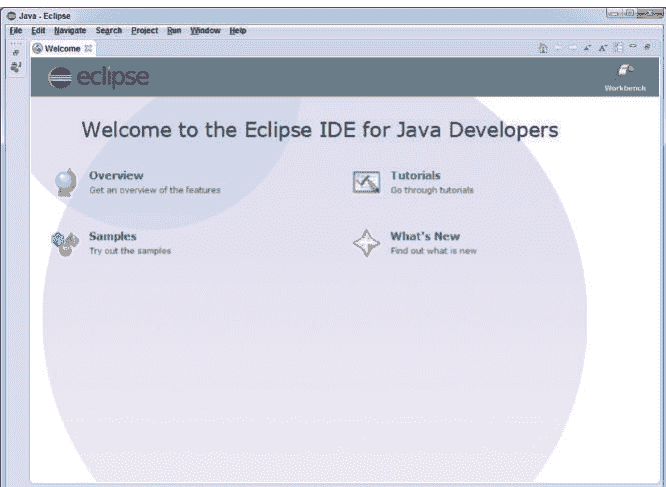 Java - Eclipse
File Edit Navigate Search Project Run Window Help
Welcome
eclipse
Workbench
Welcome to the Eclipse IDE for Java Developers
Overview
Get an overview of the features
Tutorials
Go through tutorials
Samples
Try out the samples
What's New
Find out what is new